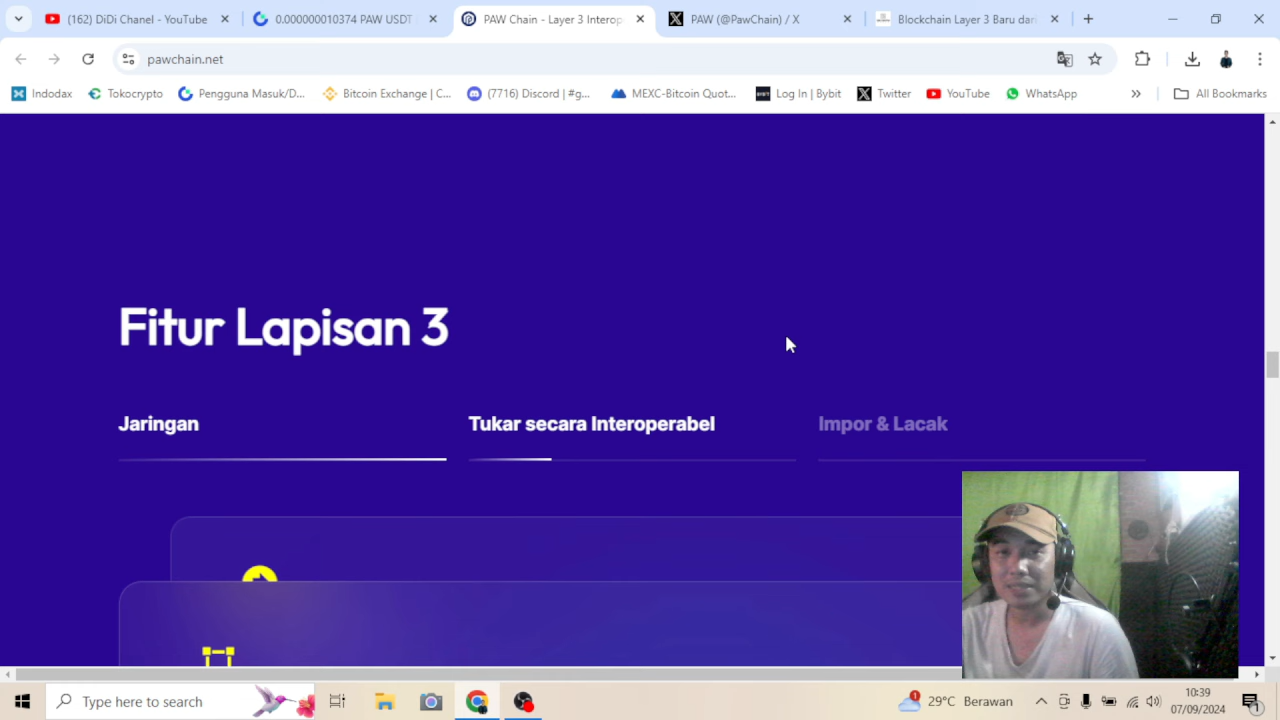 (162) DiDi Chanel - YouTube
0.000000010374 PAW USDT
PAW Chain - Layer 3 Interop
PAW (@PawChain) / X
Blockchain Layer 3 Baru dari
pawchain.net
Indodax
Tokocrypto
Pengguna Masuk/D...
Bitcoin Exchange | C...
(7716) Discord | #g...
MEXC-Bitcoin Quot...
Log In | Bybit
Twitter
YouTube
WhatsApp
All Bookmarks
Fitur Lapisan 3
Jaringan
Tukar secara Interoperabel
Impor & Lacak
Type here to search
1
29°C Berawan
10:39
07/09/2024
1